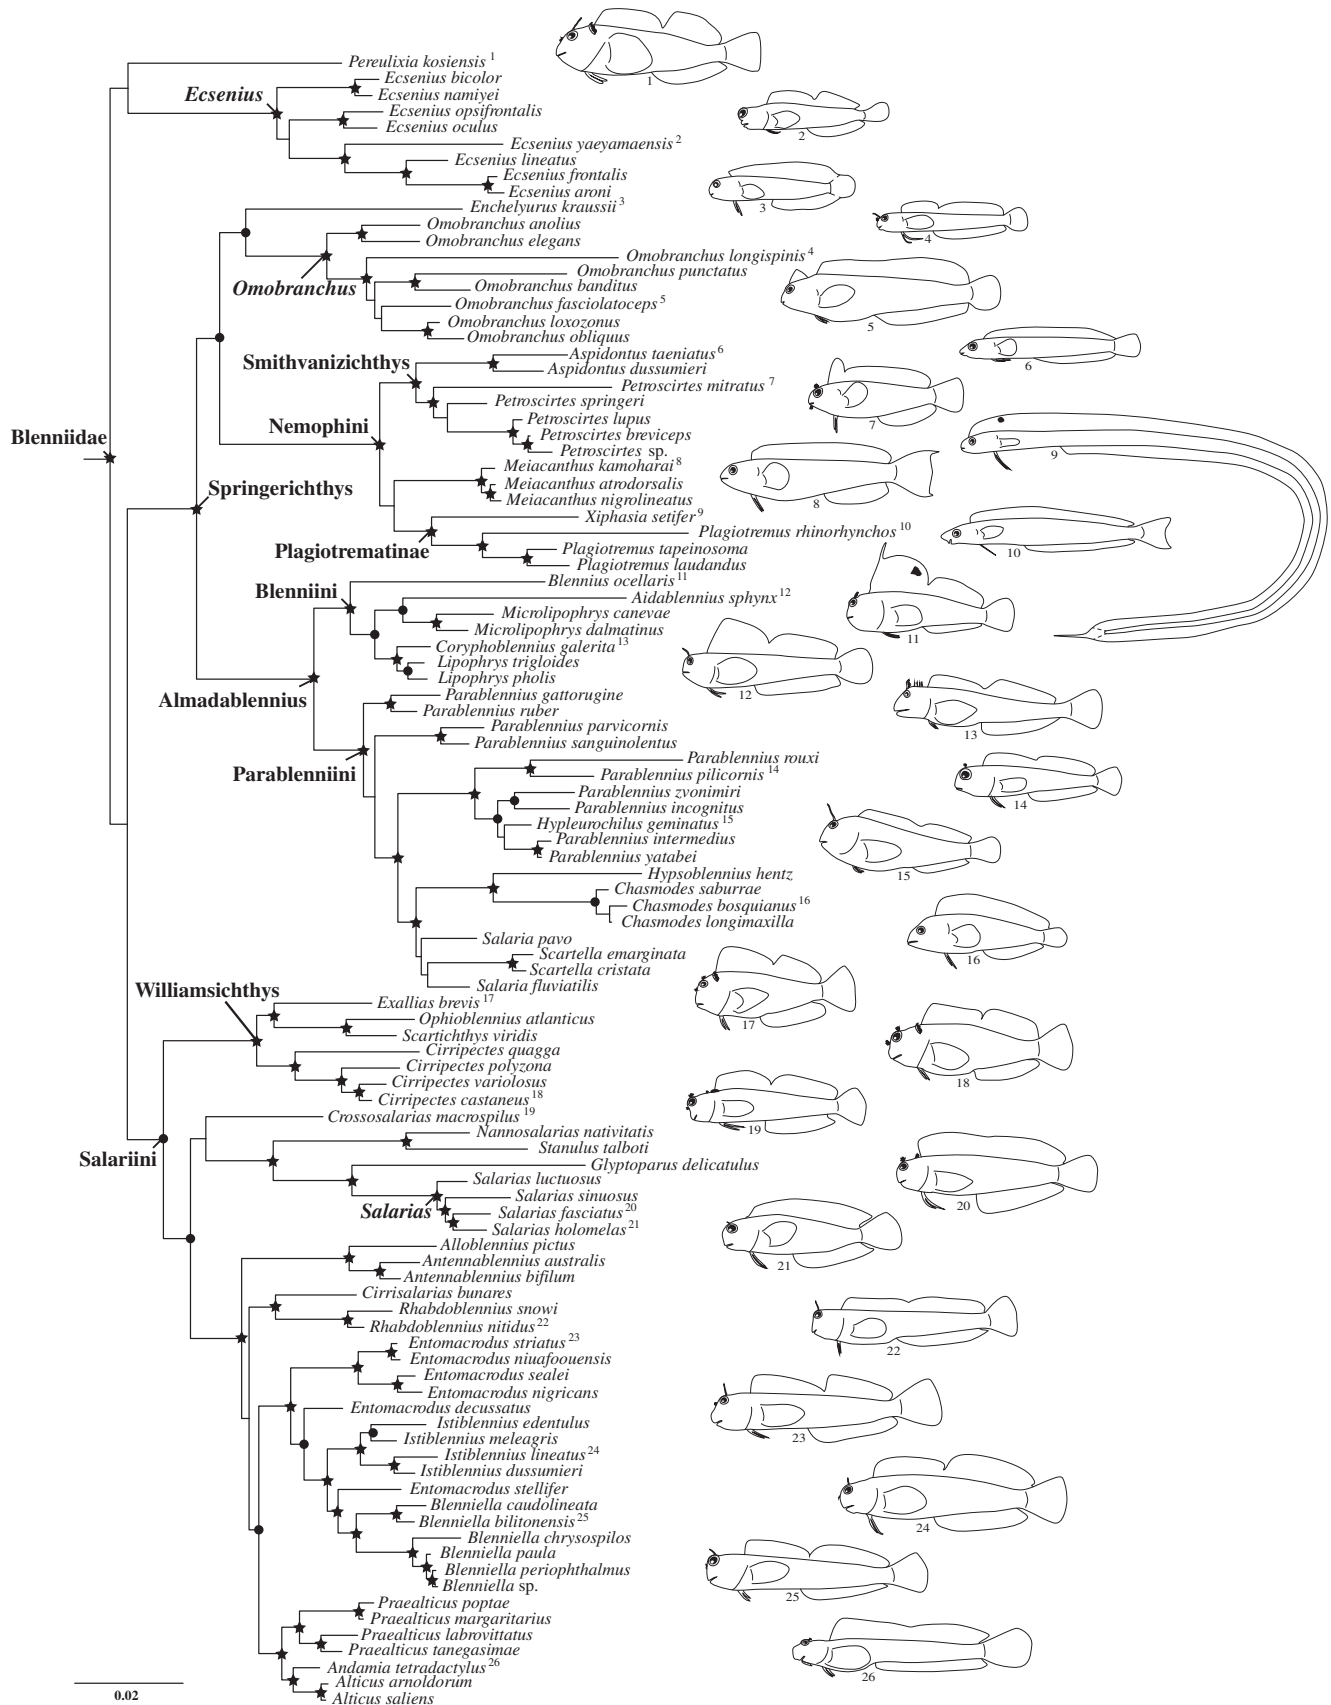 Pereulixia kosiensis 1
Ecsenius bicolor
Ecsenius
Ecsenius namiyei
Ecsenius opsifrontalis
Ecsenius oculus
Ecsenius yaeyamaensis 2
Ecsenius lineatus
Ecsenius frontalis
Ecsenius aroni
Enchelyurus kraussii 3
Omobranchus anolius
Omobranchus elegans
Omobranchus longispinis 4
Omobranchus punctatus
Omobranchus
Omobranchus banditus
Omobranchus fasciolatoceps 5
Omobranchus loxozonus
Omobranchus obliquus
Aspidontus taeniatus 6
Smithvanizichthys
Aspidontus dussumieri
Petroscirtes mitratus 7
Petroscirtes springeri
Petroscirtes lupus
Nemophini
Petroscirtes breviceps
Blenniidae
Petroscirtes sp.
Meiacanthus kamoharai 8
Meiacanthus atrodorsalis
Springerichthys
Meiacanthus nigrolineatus
Xiphasia setifer 9
Plagiotremus rhinorhynchos 10
Plagiotrematinae
Plagiotremus tapeinosoma
Plagiotremus laudandus
Blennius ocellaris 11
Blenniini
Aidablennius sphynx 12
Microlipophrys canevae
Microlipophrys dalmatinus
Coryphoblennius galerita 13
Lipophrys trigloides
Lipophrys pholis
Almadablennius
Parablennius gattorugine
Parablennius ruber
Parablennius parvicornis
Parablennius sanguinolentus
Parablennius rouxi
Parablenniini
Parablennius pilicornis 14
Parablennius zvonimiri
Parablennius incognitus
Hypleurochilus geminatus 15
Parablennius intermedius
Parablennius yatabei
Hypsoblennius hentz
Chasmodes saburrae
Chasmodes bosquianus 16
Chasmodes longimaxilla
Salaria pavo
Scartella emarginata
Scartella cristata
Salaria fluviatilis
Williamsichthys
Exallias brevis 17
Ophioblennius atlanticus
Scartichthys viridis
Cirripectes quagga
Cirripectes polyzona
Cirripectes variolosus
Cirripectes castaneus 18
Crossosalarias macrospilus 19
Nannosalarias nativitatis
Stanulus talboti
Salariini
Glyptoparus delicatulus
Salarias luctuosus
Salarias sinuosus
Salarias
Salarias fasciatus 20
Salarias holomelas 21
Alloblennius pictus
Antennablennius australis
Antennablennius bifilum
Cirrisalarias bunares
Rhabdoblennius snowi
Rhabdoblennius nitidus 22
Entomacrodus striatus 23
Entomacrodus niuafoouensis
Entomacrodus sealei
Entomacrodus nigricans
Entomacrodus decussatus
Istiblennius edentulus
Istiblennius meleagris
Istiblennius lineatus 24
Istiblennius dussumieri
Entomacrodus stellifer
Blenniella caudolineata
Blenniella bilitonensis 25
Blenniella chrysospilos
Blenniella paula
Blenniella periophthalmus
Blenniella sp.
Praealticus poptae
Praealticus margaritarius
Praealticus labrovittatus
Praealticus tanegasimae
Andamia tetradactylus 26
Alticus arnoldorum
Alticus saliens
0.02
1
2
3
4
5
6
7
8
9
10
11
12
13
14
15
16
17
18
19
20
21
22
23
24
25
26